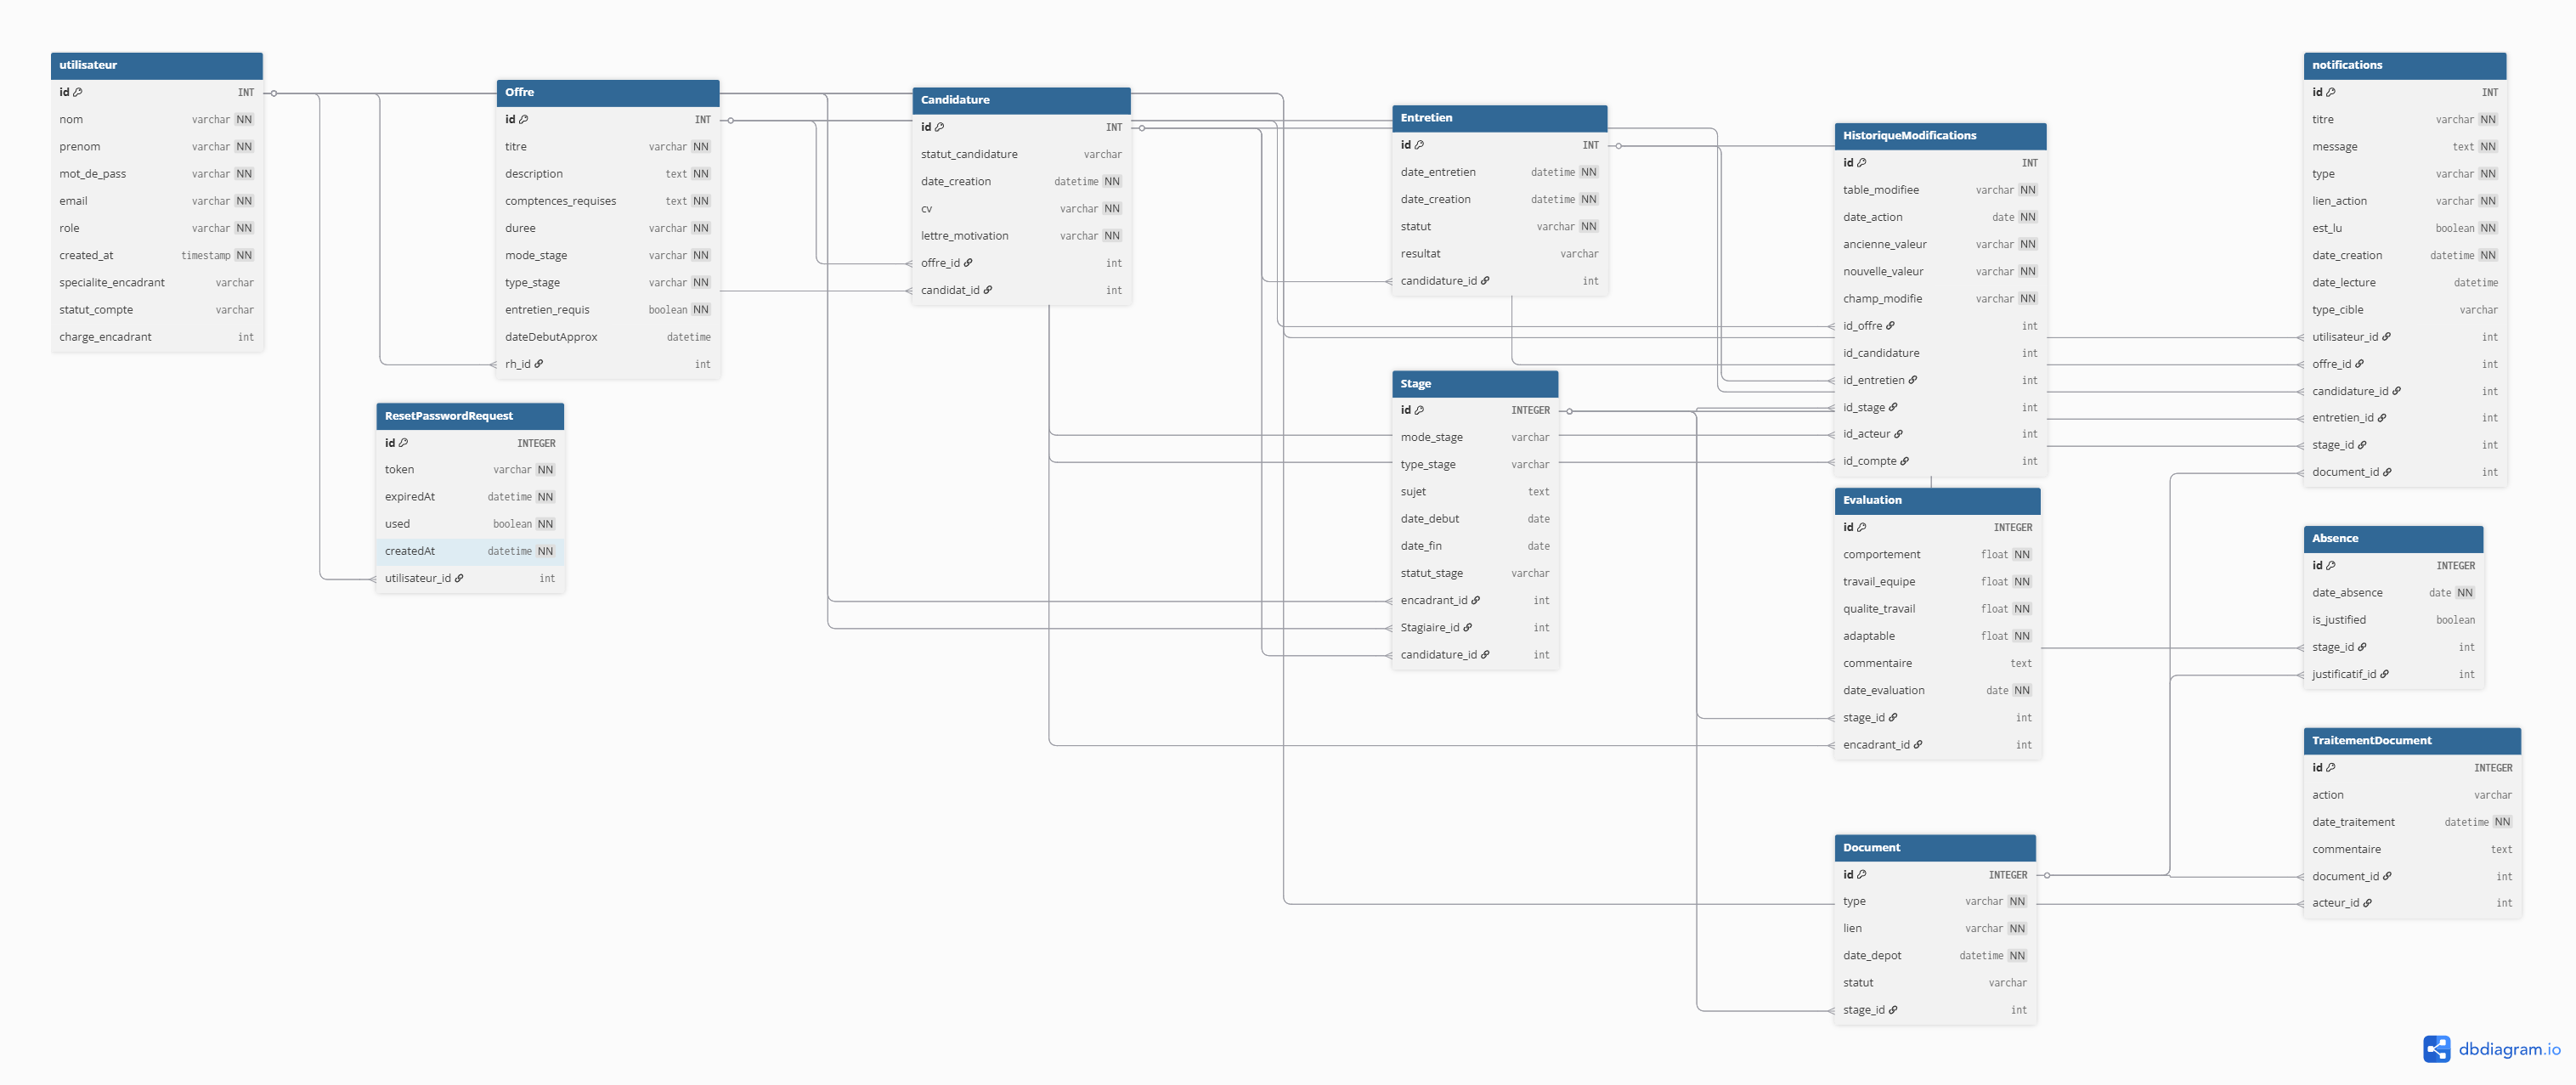 utilisateur
id INT
nom varchar NN
prenom varchar NN
mot_de_pass varchar NN
email varchar NN
role varchar NN
created_at timestamp NN
specialite_encadrant varchar
statut_compte varchar
charge_encadrant int
ResetPasswordRequest
id INTEGER
token varchar NN
expiredAt datetime NN
used boolean NN
createdAt datetime NN
utilisateur_id int
Offre
id INT
titre varchar NN
description text NN
comptences_requises text NN
duree varchar NN
mode_stage varchar NN
type_stage varchar NN
entretien_requis boolean NN
dateDebutApprox datetime
rh_id int
Candidature
id INT
statut_candidature varchar
date_creation datetime NN
cv varchar NN
lettre_motivation varchar NN
offre_id int
candidat_id int
Entretien
id INT
date_entretien datetime NN
date_creation datetime NN
statut varchar NN
resultat varchar
candidature_id int
Stage
id INTEGER
mode_stage varchar
type_stage varchar
sujet text
date_debut date
date_fin date
statut_stage varchar
encadrant_id int
Stagiaire_id int
candidature_id int
HistoriqueModifications
id INT
table_modifiee varchar NN
date_action date NN
ancienne_valeur varchar NN
nouvelle_valeur varchar NN
champ_modifie varchar NN
id_offre int
id_candidature int
id_entretien int
id_stage int
id_acteur int
id_compte int
Evaluation
id INTEGER
comportement float NN
travail_equipe float NN
qualite_travail float NN
adaptable float NN
commentaire text
date_evaluation date NN
stage_id int
encadrant_id int
Document
id INTEGER
type varchar NN
lien varchar NN
date_depot datetime NN
statut varchar
stage_id int
notifications
id INT
titre varchar NN
message text NN
type varchar NN
lien_action varchar NN
est_lu boolean NN
date_creation datetime NN
date_lecture datetime
type_cible varchar
utilisateur_id int
offre_id int
candidature_id int
entretien_id int
stage_id int
document_id int
Absence
id INTEGER
date_absence date NN
is_justified boolean
stage_id int
justificatif_id int
TraitementDocument
id INTEGER
action varchar
date_traitement datetime NN
commentaire text
document_id int
acteur_id int
dbdiagram.io